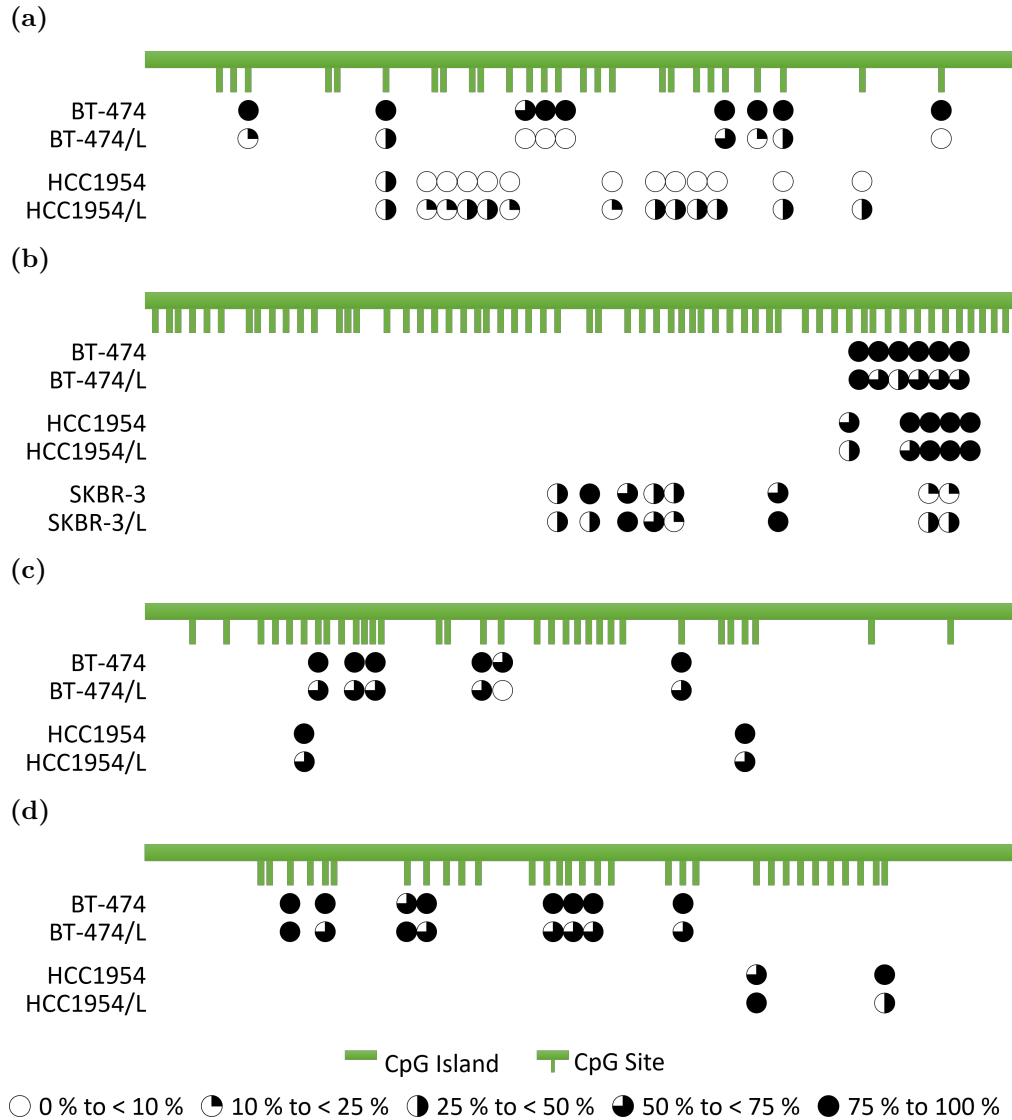 (a)
BT-474
BT-474/L
HCC1954
HCC1954/L
(b)
BT-474
BT-474/L
HCC1954
HCC1954/L
SKBR-3
SKBR-3/L
(c)
BT-474
BT-474/L
HCC1954
HCC1954/L
(d)
BT-474
BT-474/L
HCC1954
HCC1954/L
CpG Island CpG Site
0 % to < 10 % 10 % to < 25 % 25 % to < 50 % 50 % to < 75 % 75 % to 100 %